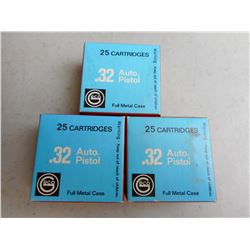 25 CARTRIDGES
.32 Auto.
Pistol
Full Metal Case
25 CARTRIDGES
.32 Auto.
Pistol
Full Metal Case
25 CARTRIDGES
.32 Auto.
Pistol
Full Metal Case